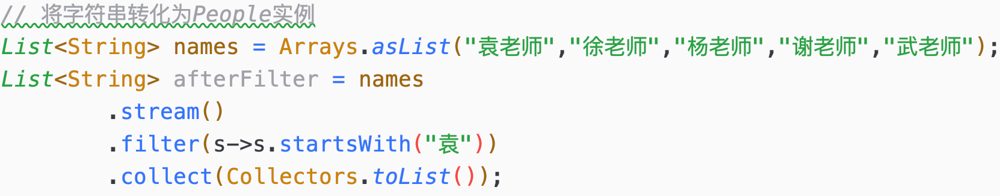 // 将字符串转化为People实例
List<String> names = Arrays.asList("袁老师","徐老师","杨老师","谢老师","武老师");
List<String> afterFilter = names
        .stream()
        .filter(s->s.startsWith("袁"))
        .collect(Collectors.toList());